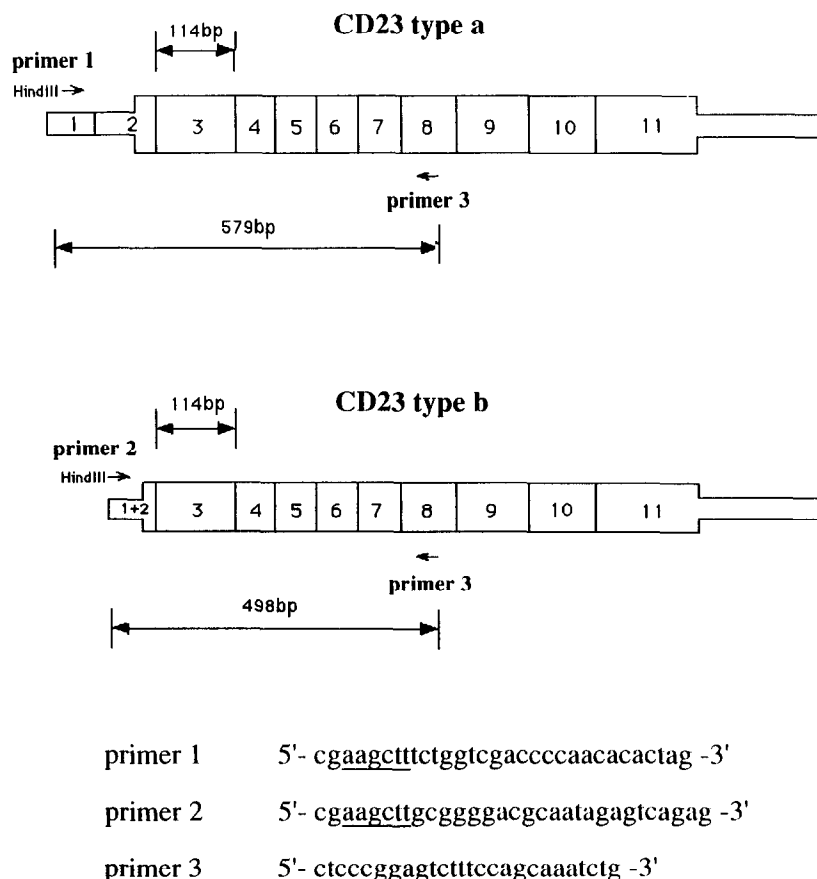 CD23 type a
114bp
primer 1
HindIII →
1 2 3 4 5 6 7 8 9 10 11
primer 3
579bp
CD23 type b
114bp
primer 2
HindIII →
1+2 3 4 5 6 7 8 9 10 11
primer 3
498bp
primer 1 5'- cgaagctttctggtcgaccccaacacactag -3'
primer 2 5'- cgaagcttgcggggacgcaatagagtcagag -3'
primer 3 5'- ctcccggagtctttccagcaaatctg -3'